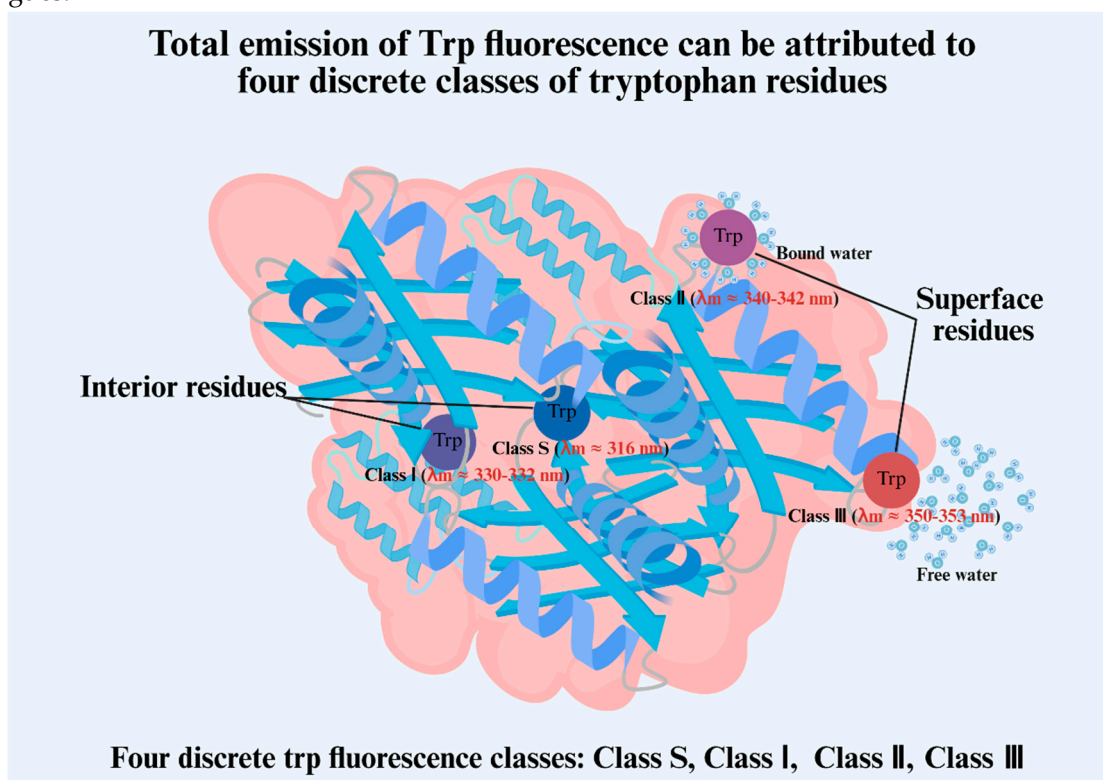 Total emission of Trp fluorescence can be attributed to
four discrete classes of tryptophan residues
Trp
Bound water
Class Ⅱ (λm ≈ 340-342 nm)
Superface
residues
Interior residues
Trp
Trp
Class S (λm ≈ 316 nm)
Class Ⅰ (λm ≈ 330-332 nm)
Trp
Class Ⅲ (λm ≈ 350-353 nm)
Free water
Four discrete trp fluorescence classes: Class S, Class Ⅰ, Class Ⅱ, Class Ⅲ